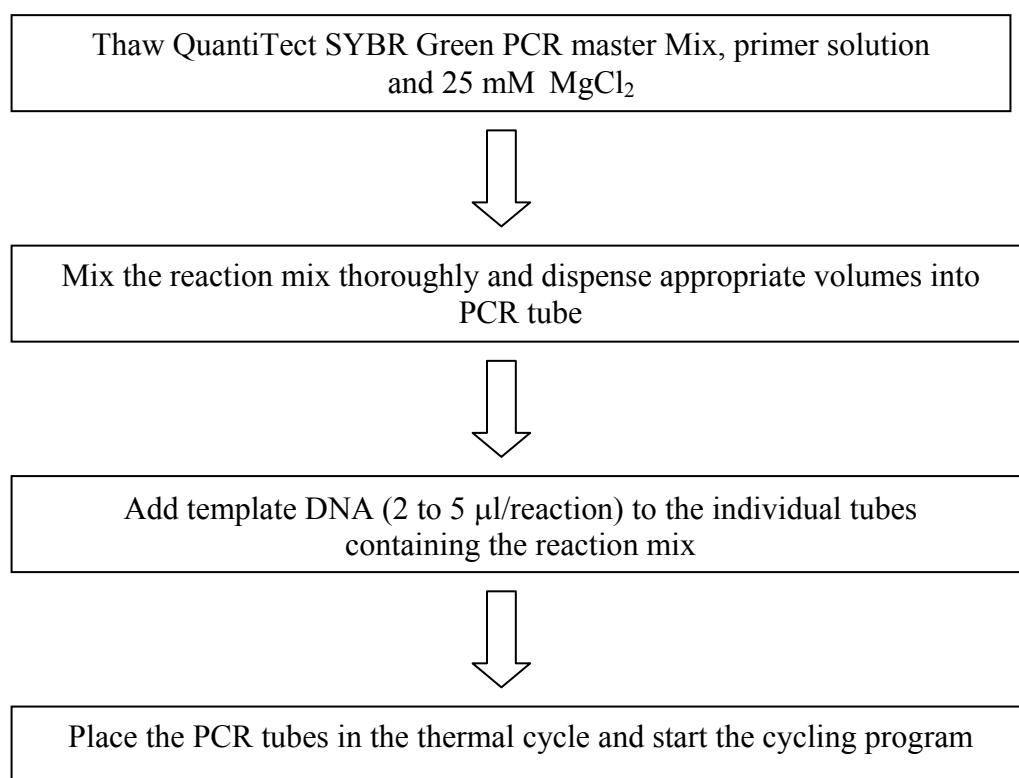 Thaw QuantiTect SYBR Green PCR master Mix, primer solution
and 25 mM MgCl₂
Mix the reaction mix thoroughly and dispense appropriate volumes into
PCR tube
Add template DNA (2 to 5 μl/reaction) to the individual tubes
containing the reaction mix
Place the PCR tubes in the thermal cycle and start the cycling program